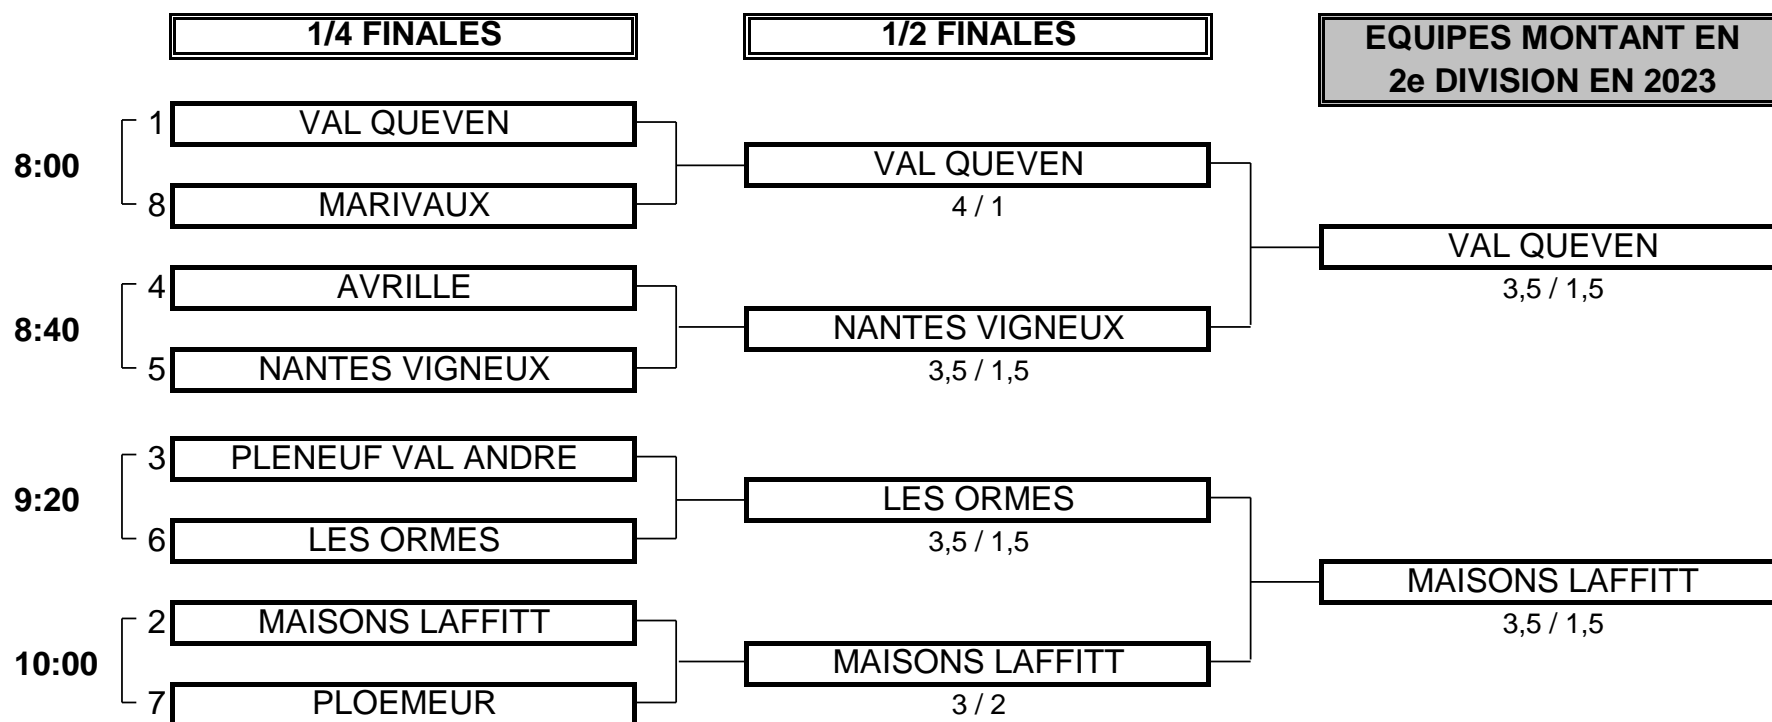 1/4 FINALES
1/2 FINALES
EQUIPES MONTANT EN
2e DIVISION EN 2023
8:00
1 VAL QUEVEN
8 MARIVAUX
VAL QUEVEN
4 / 1
8:40
4 AVRILLE
5 NANTES VIGNEUX
NANTES VIGNEUX
3,5 / 1,5
VAL QUEVEN
3,5 / 1,5
9:20
3 PLENEUF VAL ANDRE
6 LES ORMES
LES ORMES
3,5 / 1,5
10:00
2 MAISONS LAFFITT
7 PLOEMEUR
MAISONS LAFFITT
3 / 2
MAISONS LAFFITT
3,5 / 1,5